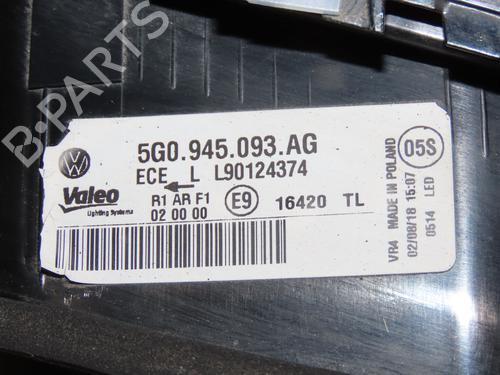 B-PARTS
5G0.945.093.AG
ECE L L90124374
Valeo
Lighting Systems
R1 AR F1
02 00 00
E9
16420 TL
VR4 MADE IN POLAND
02/08/18 15:07
0514 LED
05S